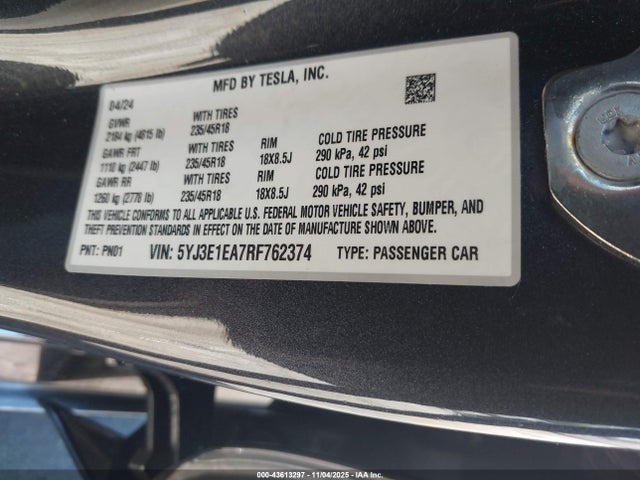 MFD BY TESLA, INC.
04/24
GVWR WITH TIRES
2184 kg (4815 lb) 235/45R18
GAWR FRT WITH TIRES RIM COLD TIRE PRESSURE
1110 kg (2447 lb) 235/45R18 18X8.5J 290 kPa, 42 psi
GAWR RR WITH TIRES RIM COLD TIRE PRESSURE
1260 kg (2778 lb) 235/45R18 18X8.5J 290 kPa, 42 psi
THIS VEHICLE CONFORMS TO ALL APPLICABLE U.S. FEDERAL MOTOR VEHICLE SAFETY, BUMPER, AND
THEFT PREVENTION STANDARDS IN EFFECT ON THE DATE OF MANUFACTURE SHOWN ABOVE.
PNT: PN01 VIN: 5YJ3E1EA7RF762374 TYPE: PASSENGER CAR
000-43613297 - 11/04/2025 - IAA Inc.